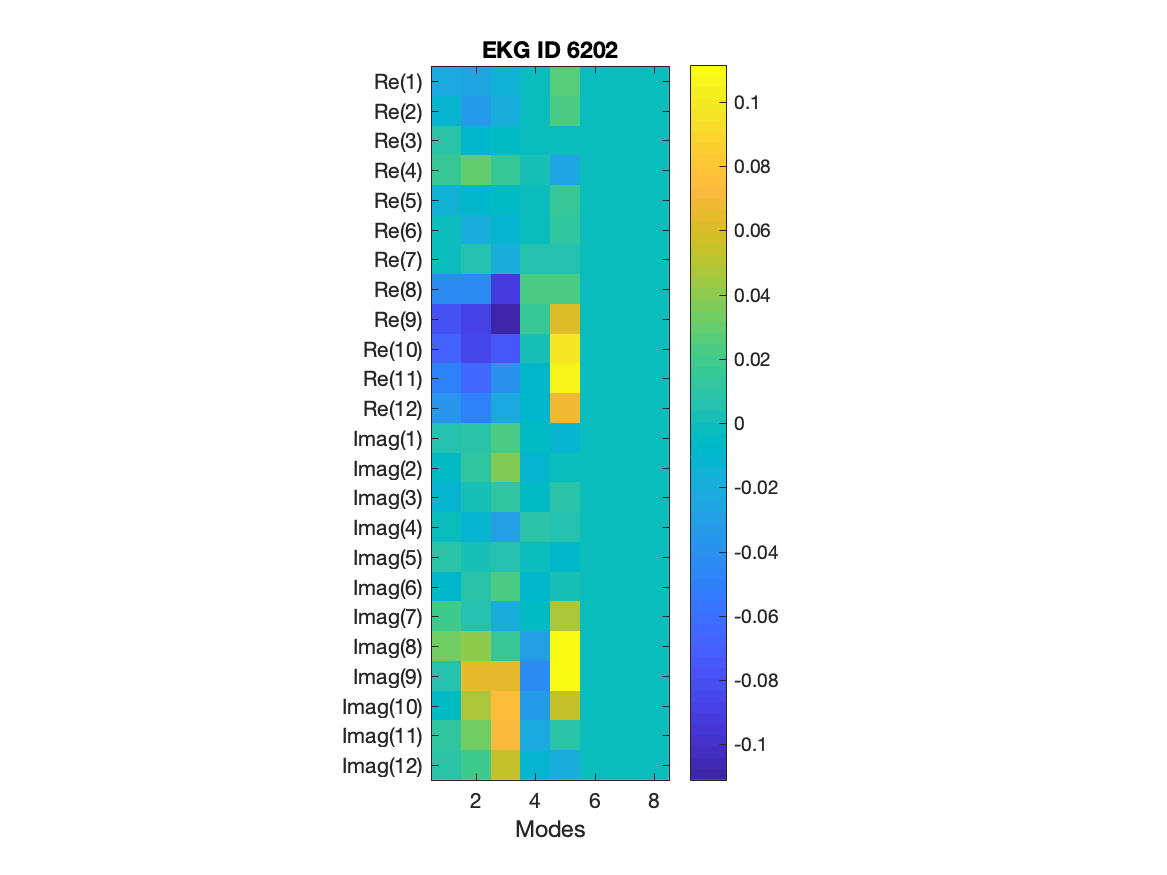 EKG ID 6202
Re(1)
Re(2)
Re(3)
Re(4)
Re(5)
Re(6)
Re(7)
Re(8)
Re(9)
Re(10)
Re(11)
Re(12)
Imag(1)
Imag(2)
Imag(3)
Imag(4)
Imag(5)
Imag(6)
Imag(7)
Imag(8)
Imag(9)
Imag(10)
Imag(11)
Imag(12)
2 4 6 8
Modes
0.1
0.08
0.06
0.04
0.02
0
-0.02
-0.04
-0.06
-0.08
-0.1